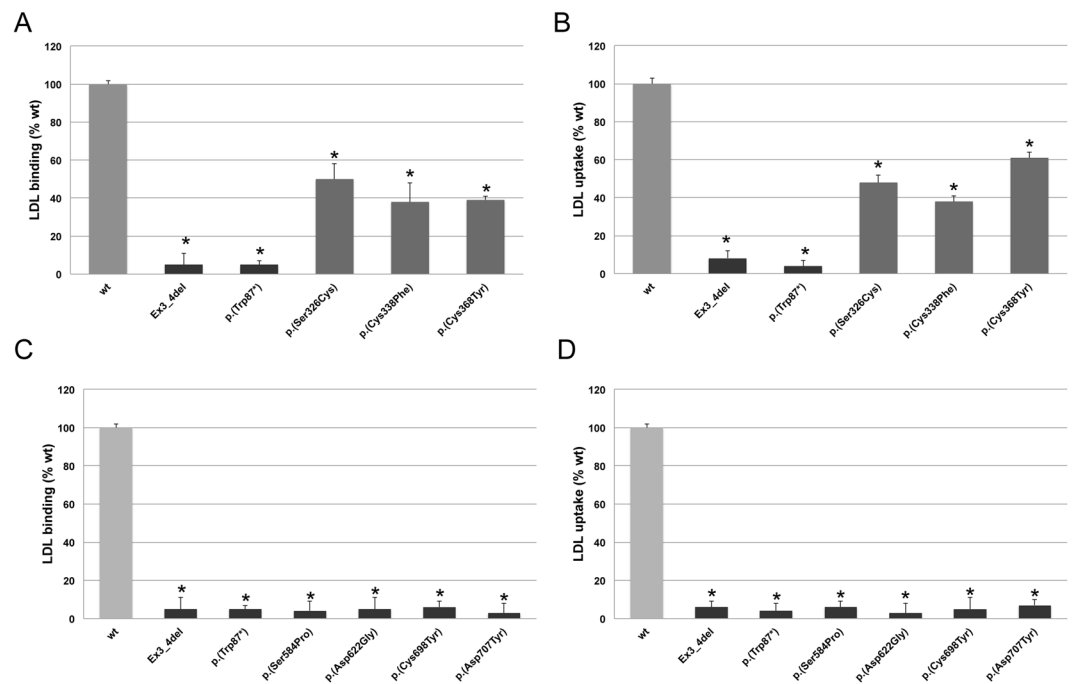 A
120
100
80
60
40
20
0
LDL binding (% wt)
* * * * *
wt Ex3_4del p.(Trp87*) p.(Ser326Cys) p.(Cys338Phe) p.(Cys368Tyr)
B
120
100
80
60
40
20
0
LDL uptake (% wt)
* * * * *
wt Ex3_4del p.(Trp87*) p.(Ser326Cys) p.(Cys338Phe) p.(Cys368Tyr)
C
120
100
80
60
40
20
0
LDL binding (% wt)
* * * * * *
wt Ex3_4del p.(Trp87*) p.(Ser584Pro) p.(Asp622Gly) p.(Cys698Tyr) p.(Asp707Tyr)
D
120
100
80
60
40
20
0
LDL uptake (% wt)
* * * * * *
wt Ex3_4del p.(Trp87*) p.(Ser584Pro) p.(Asp622Gly) p.(Cys698Tyr) p.(Asp707Tyr)